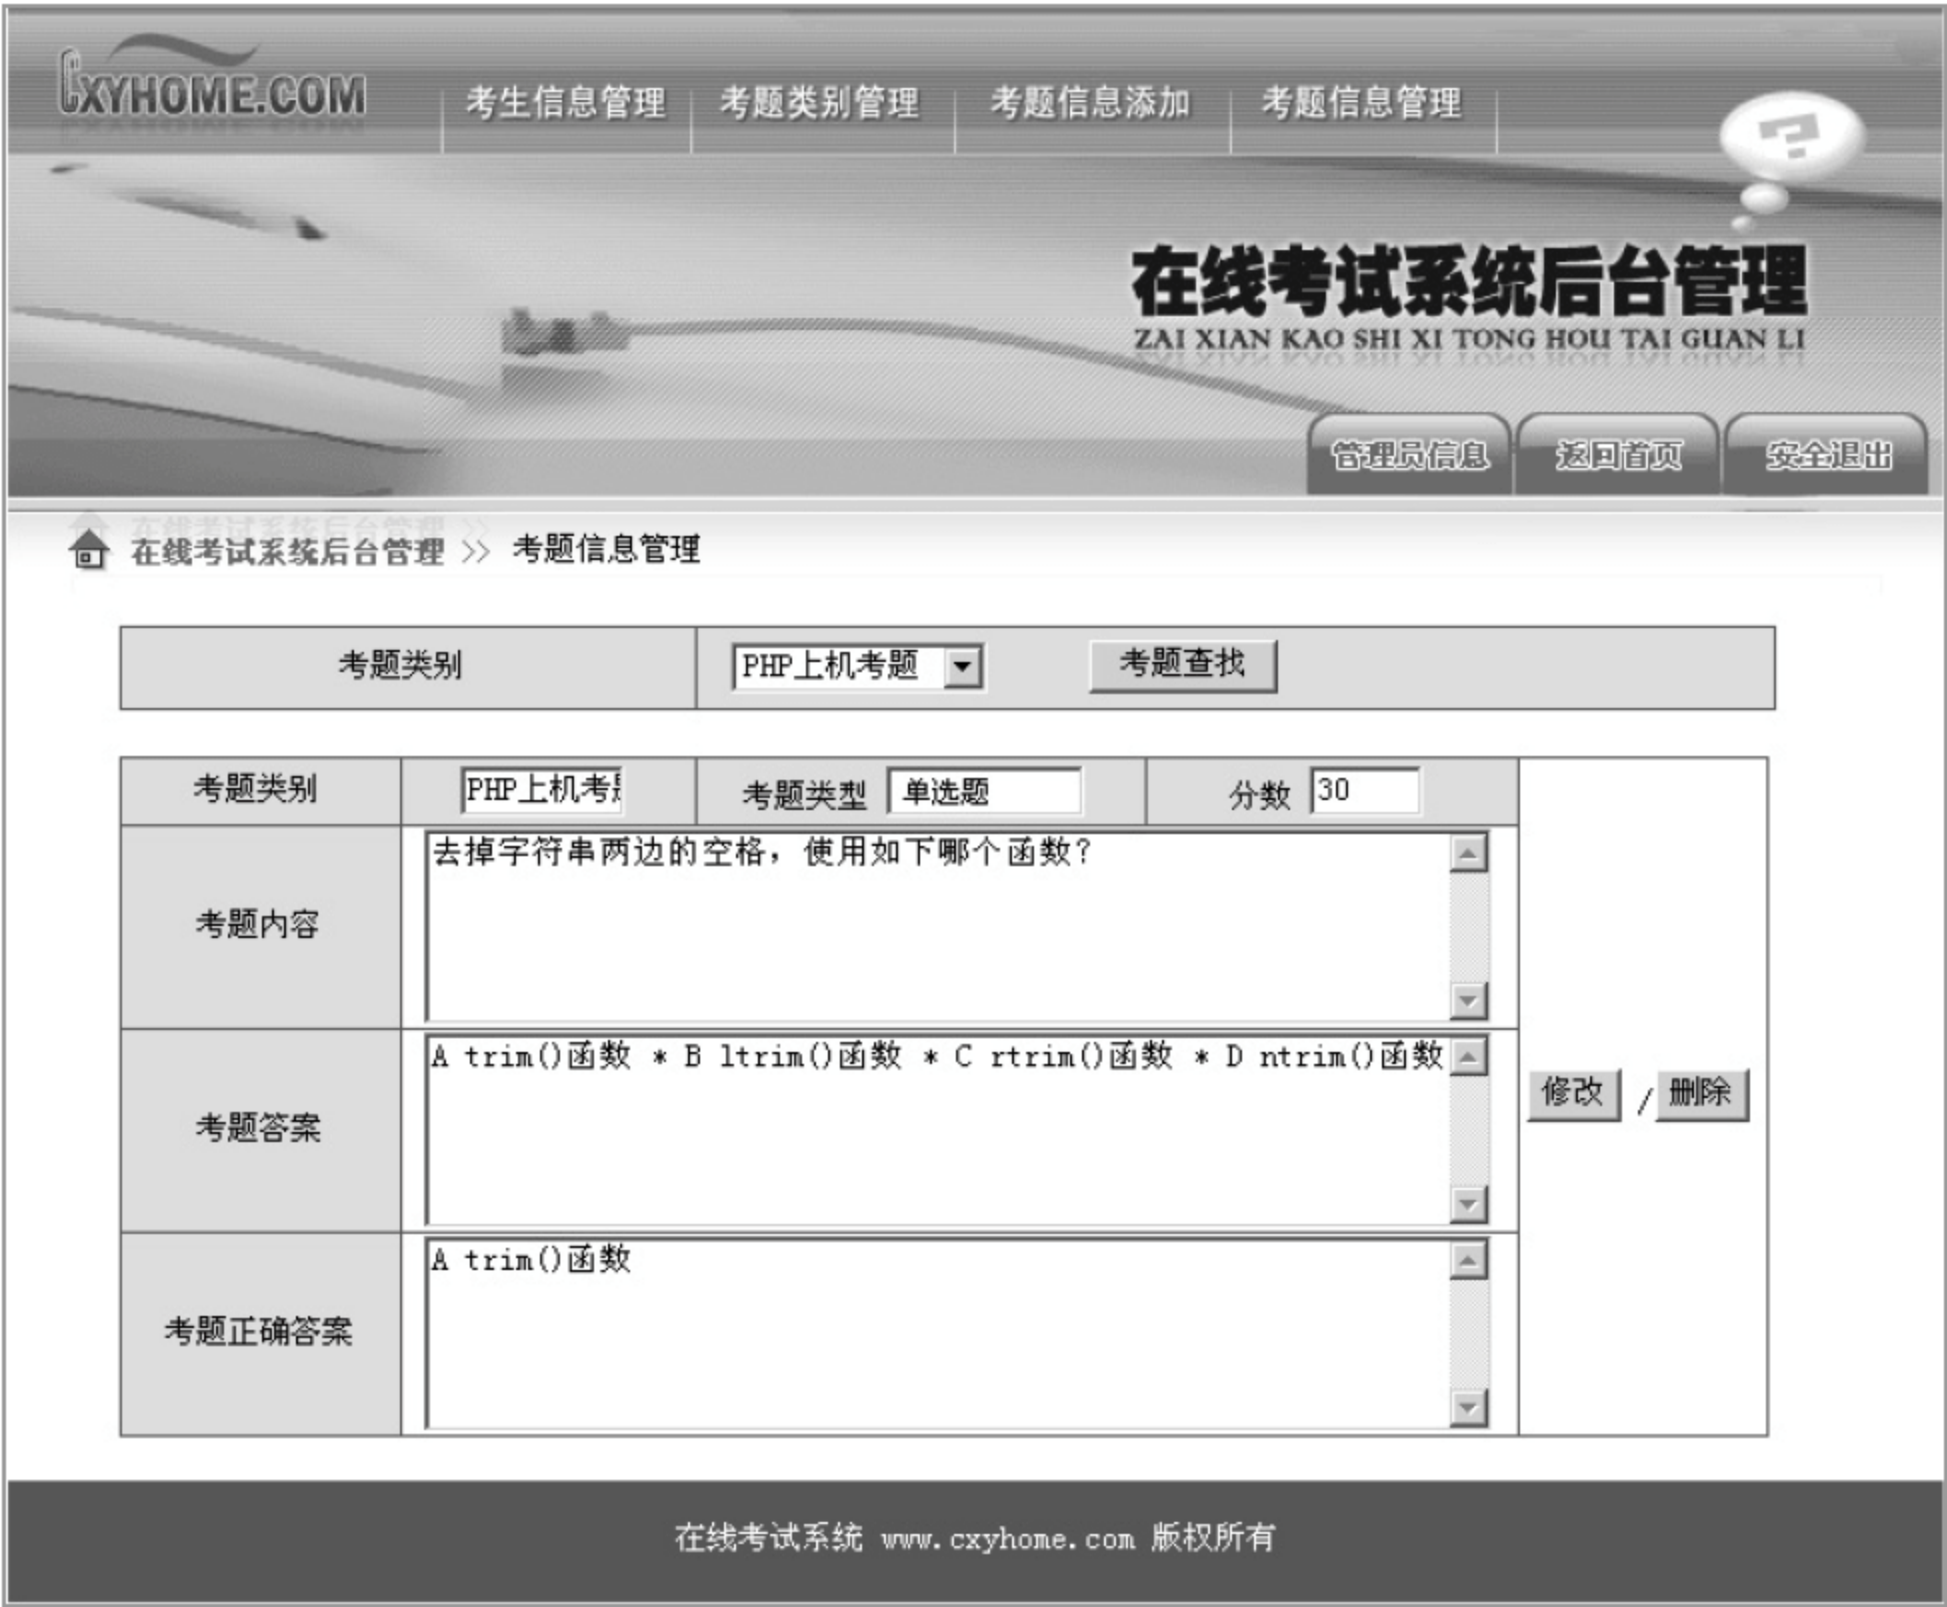 CXYHOME.COM
考生信息管理 考题类别管理 考题信息添加 考题信息管理
?
在线考试系统后台管理
ZAI XIAN KAO SHI XI TONG HOU TAI GUAN LI
管理员信息 返回首页 安全退出
在线考试系统后台管理 >> 考题信息管理
考题类别 PHP上机考题 考题查找
考题类别 PHP上机考 考题类型 单选题 分数 30
考题内容 去掉字符串两边的空格，使用如下哪个函数？
考题答案 A trim()函数 * B ltrim()函数 * C rtrim()函数 * D ntrim()函数
修改 / 删除
考题正确答案 A trim()函数
在线考试系统 www.cxyhome.com 版权所有